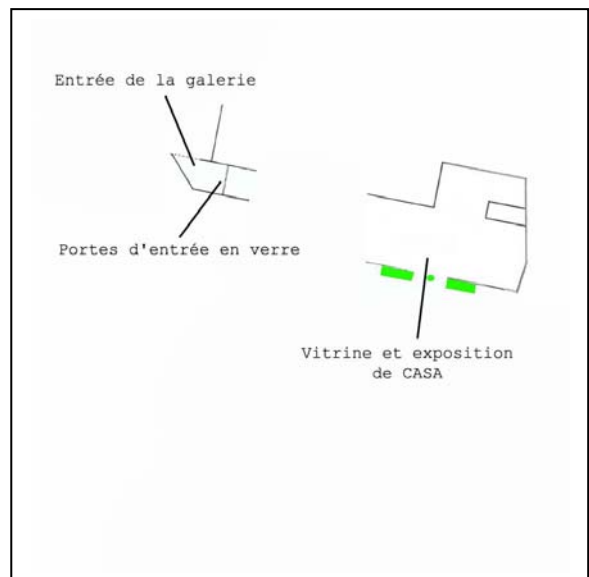 Entrée de la galerie
Portes d'entrée en verre
Vitrine et exposition
de CASA